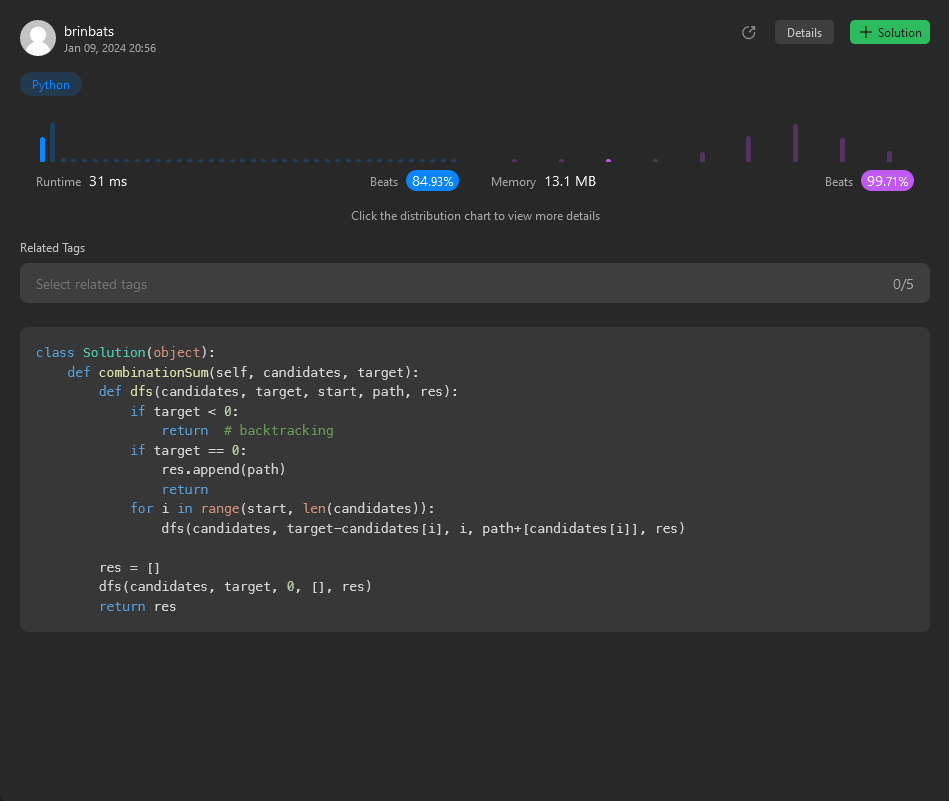 brinbats
Jan 09, 2024 20:56
Details
+ Solution
Python
Runtime 31 ms
Beats 84.93%
Memory 13.1 MB
Beats 99.71%
Click the distribution chart to view more details
Related Tags
Select related tags 0/5
class Solution(object):
    def combinationSum(self, candidates, target):
        def dfs(candidates, target, start, path, res):
            if target < 0:
                return  # backtracking
            if target == 0:
                res.append(path)
                return
            for i in range(start, len(candidates)):
                dfs(candidates, target-candidates[i], i, path+[candidates[i]], res)
        res = []
        dfs(candidates, target, 0, [], res)
        return res